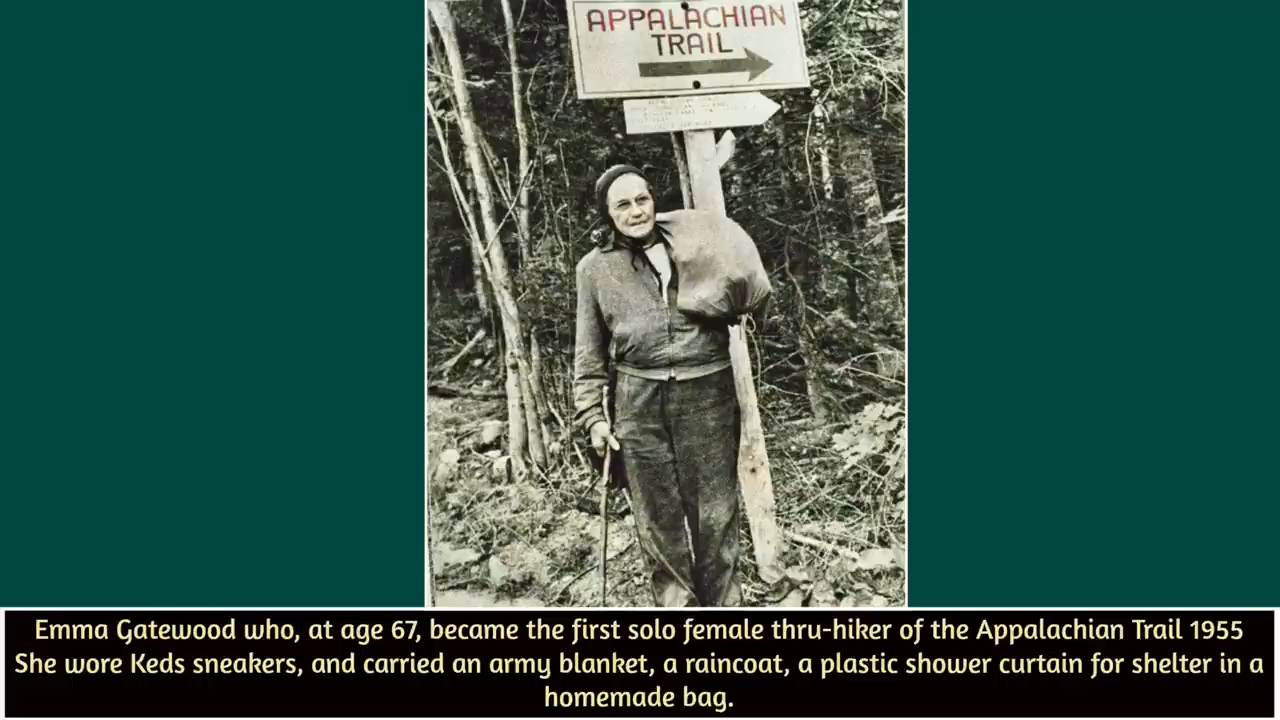 APPALACHIAN
TRAIL
Emma Gatewood who, at age 67, became the first solo female thru-hiker of the Appalachian Trail 1955
She wore Keds sneakers, and carried an army blanket, a raincoat, a plastic shower curtain for shelter in a
homemade bag.